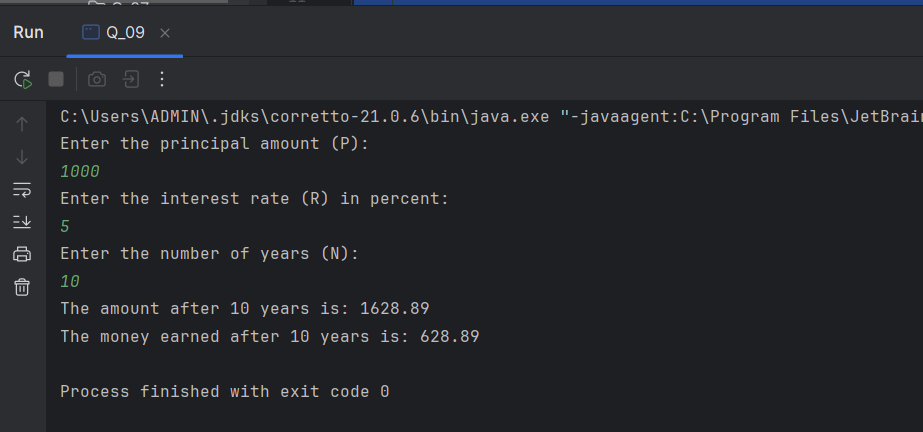 Run Q_09
C:\Users\ADMIN\.jdks\corretto-21.0.6\bin\java.exe "-javaagent:C:\Program Files\JetBrain
Enter the principal amount (P):
1000
Enter the interest rate (R) in percent:
5
Enter the number of years (N):
10
The amount after 10 years is: 1628.89
The money earned after 10 years is: 628.89
Process finished with exit code 0